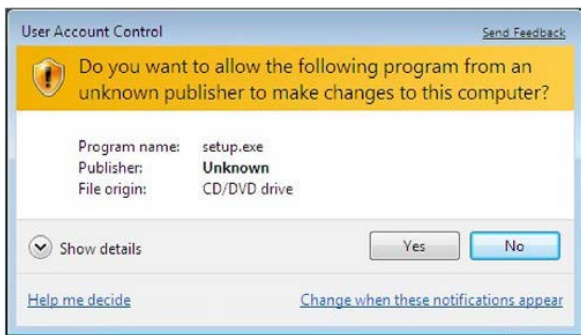 User Account Control
Send Feedback
Do you want to allow the following program from an
unknown publisher to make changes to this computer?
Program name: setup.exe
Publisher: Unknown
File origin: CD/DVD drive
Show details
Yes
No
Help me decide
Change when these notifications appear